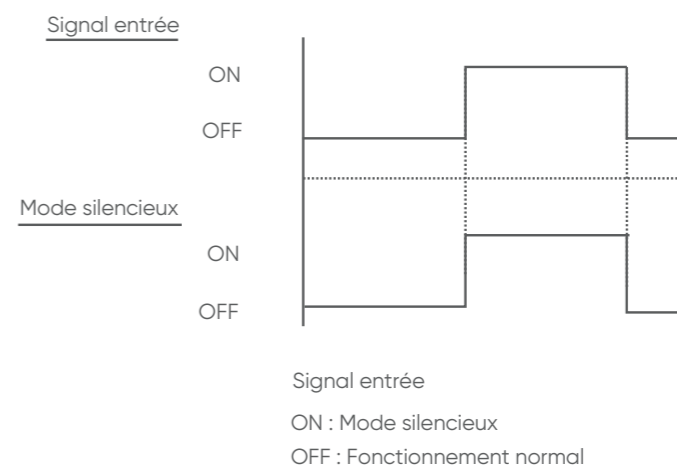 Signal entrée
ON
OFF
Mode silencieux
ON
OFF
Signal entrée
ON : Mode silencieux
OFF : Fonctionnement normal